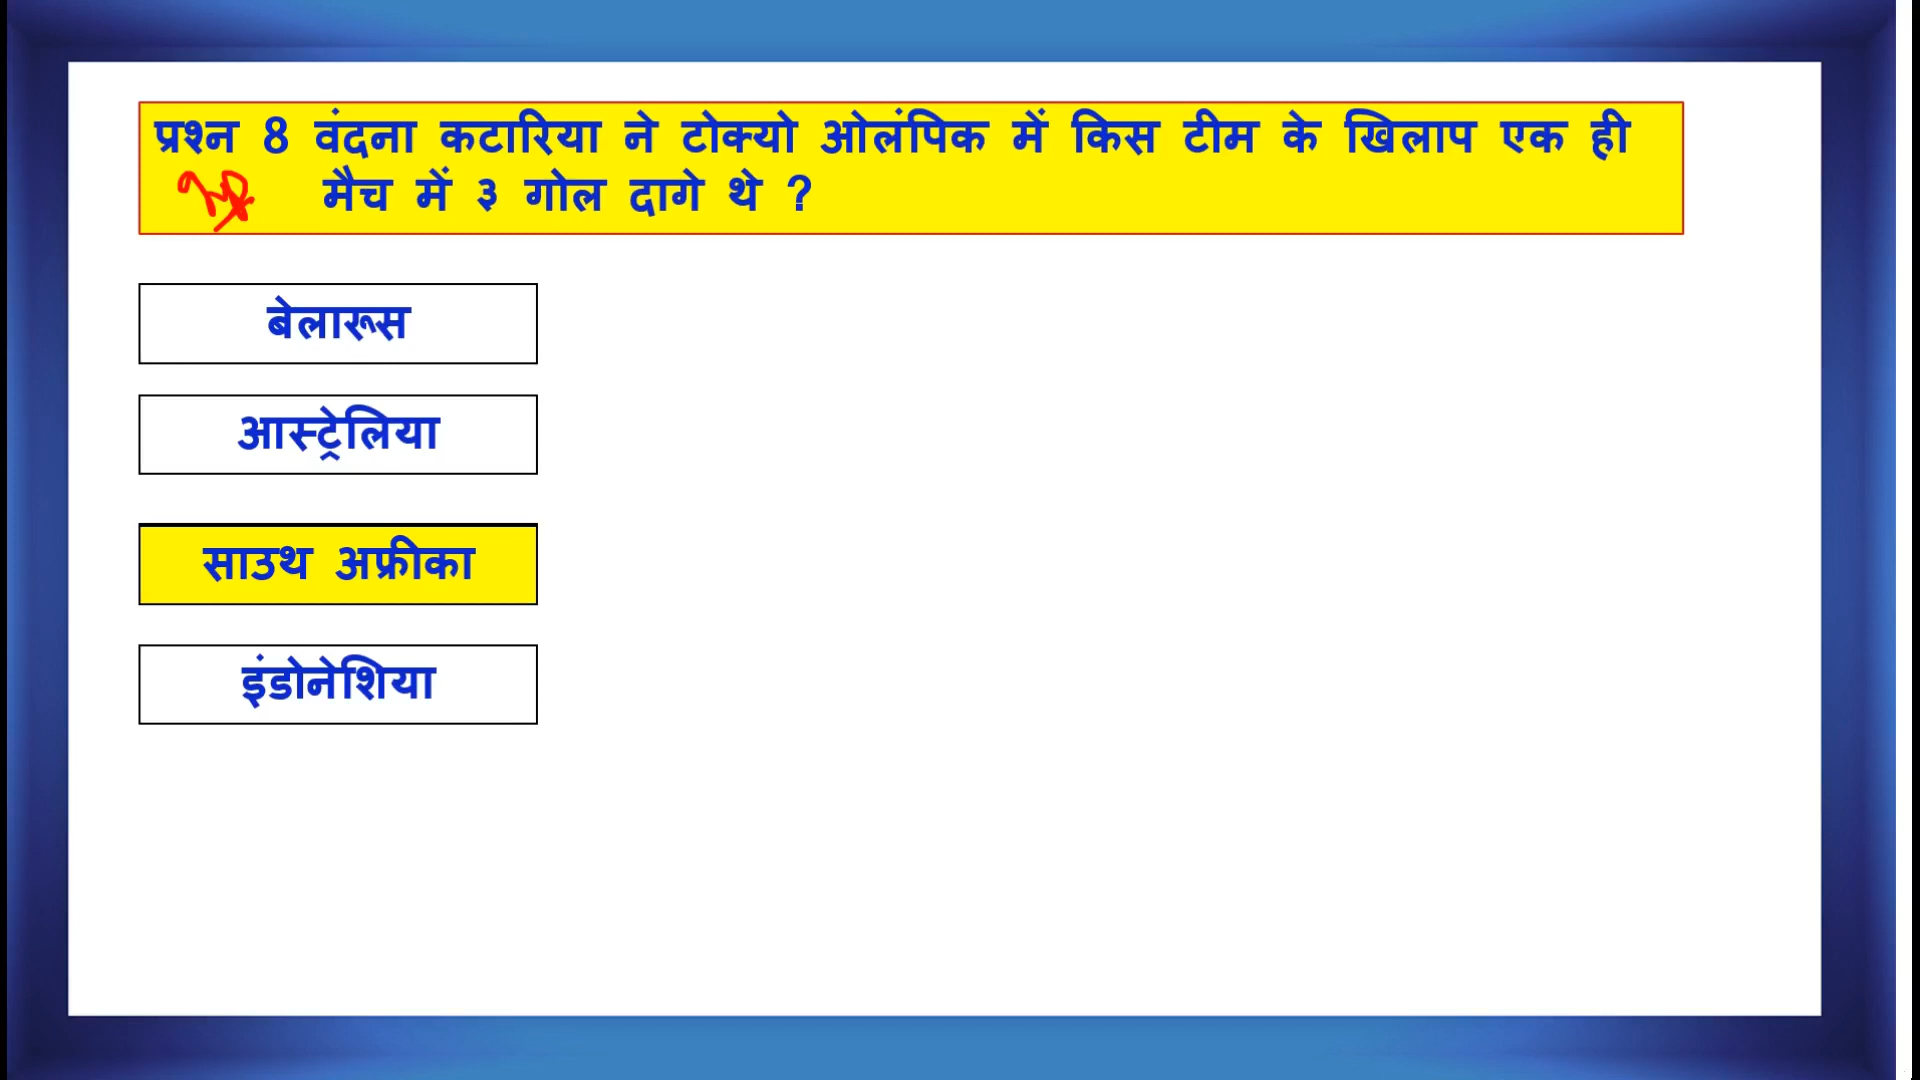 प्रश्न 8 वंदना कटारिया ने टोक्यो ओलंपिक में किस टीम के खिलाप एक ही
मैच में ३ गोल दागे थे ?
बेलारूस
आस्ट्रेलिया
साउथ अफ्रीका
इंडोनेशिया